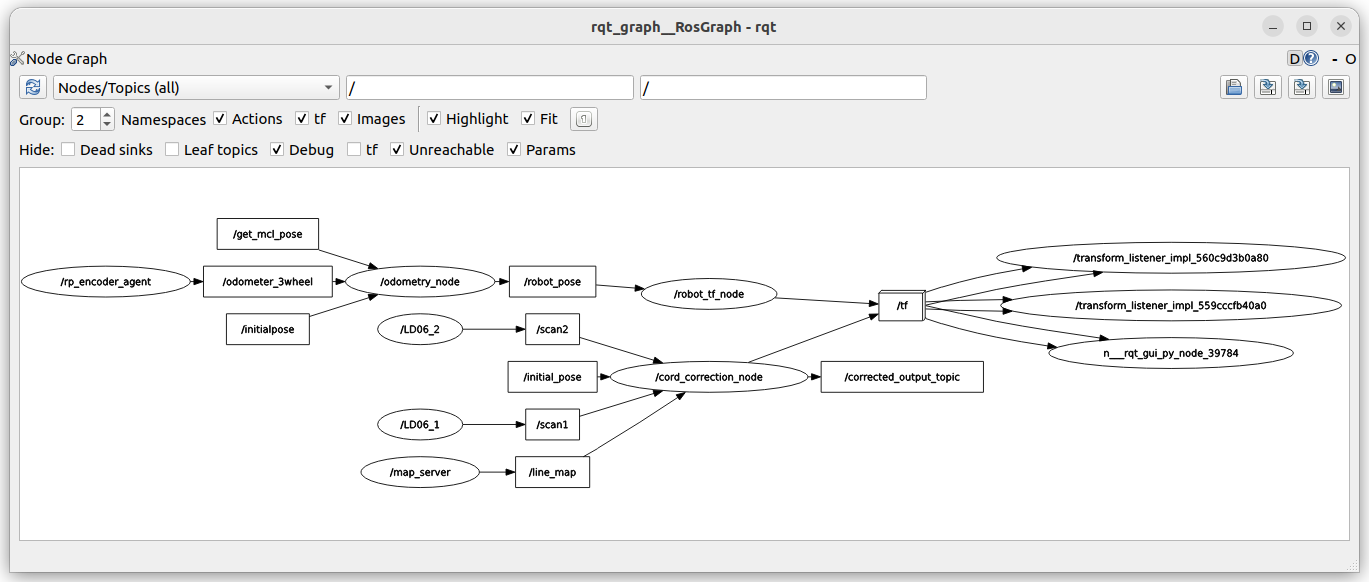 rqt_graph__RosGraph - rqt
Node Graph
D
- O
Nodes/Topics (all)
/
/
Group: 2 Namespaces Actions tf Images Highlight Fit
Hide: Dead sinks Leaf topics Debug tf Unreachable Params
/get_mcl_pose
/rp_encoder_agent
/odometer_3wheel
/odometry_node
/robot_pose
/robot_tf_node
/initialpose
/LD06_2
/scan2
/initial_pose
/cord_correction_node
/corrected_output_topic
/LD06_1
/scan1
/map_server
/line_map
/tf
/transform_listener_impl_560c9d3b0a80
/transform_listener_impl_559cccfb40a0
n___rqt_gui_py_node_39784